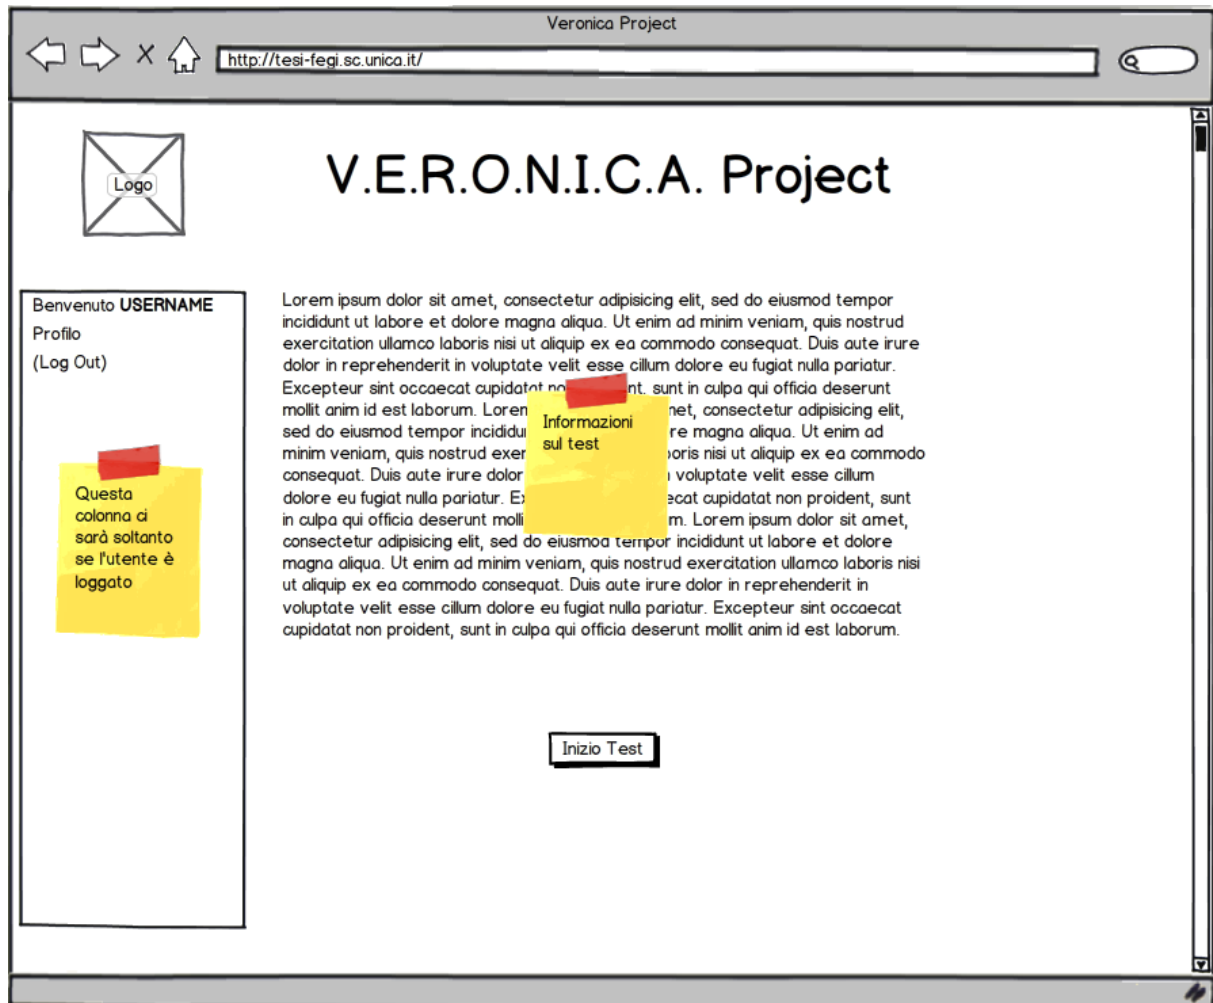 Veronica Project
http://tesi-fegi.sc.unica.it/
Logo
V.E.R.O.N.I.C.A. Project
Benvenuto USERNAME
Profilo
(Log Out)
Questa
colonna ci
sarà soltanto
se l'utente è
loggato
Lorem ipsum dolor sit amet, consectetur adipisicing elit, sed do eiusmod tempor
incididunt ut labore et dolore magna aliqua. Ut enim ad minim veniam, quis nostrud
exercitation ullamco laboris nisi ut aliquip ex ea commodo consequat. Duis aute irure
dolor in reprehenderit in voluptate velit esse cillum dolore eu fugiat nulla pariatur.
Excepteur sint occaecat cupidatat sunt in culpa qui officia deserunt
mollit anim id est laborum. Lorem consectetur adipisicing elit,
sed do eiusmod tempor magna aliqua. Ut enim ad
minim veniam, quis nostrud nisi ut aliquip ex ea commodo
consequat. Duis aute irure dolor voluptate velit esse cillum
dolore eu fugiat nulla pariatur. cupidatat non proident, sunt
in culpa qui officia deserunt Lorem ipsum dolor sit amet,
consectetur adipisicing elit, sed do eiusmod tempor incididunt ut labore et dolore
magna aliqua. Ut enim ad minim veniam, quis nostrud exercitation ullamco laboris nisi
ut aliquip ex ea commodo consequat. Duis aute irure dolor in reprehenderit in
voluptate velit esse cillum dolore eu fugiat nulla pariatur. Excepteur sint occaecat
cupidatat non proident, sunt in culpa qui officia deserunt mollit anim id est laborum.
Informazioni
sul test
Inizio Test